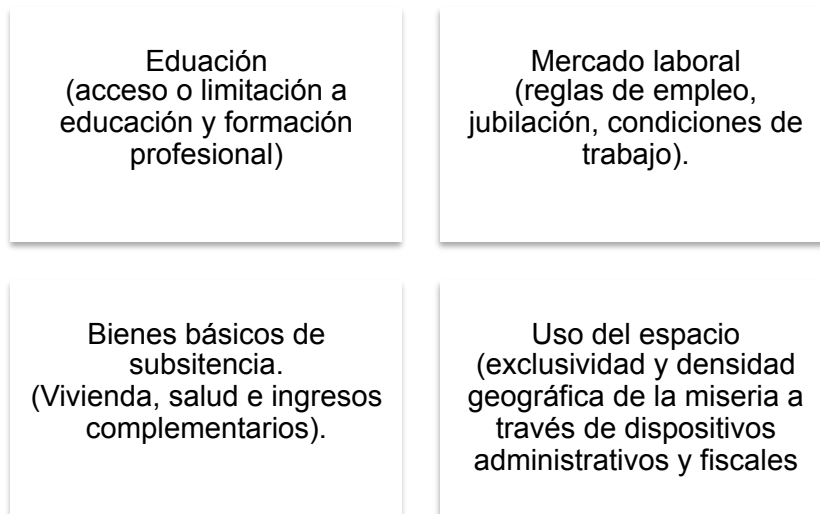 Eduación
(acceso o limitación a
educación y formación
profesional)
Mercado laboral
(reglas de empleo,
jubilación, condiciones de
trabajo).
Bienes básicos de
subsitencia.
(Vivienda, salud e ingresos
complementarios).
Uso del espacio
(exclusividad y densidad
geográfica de la miseria a
través de dispositivos
administrativos y fiscales